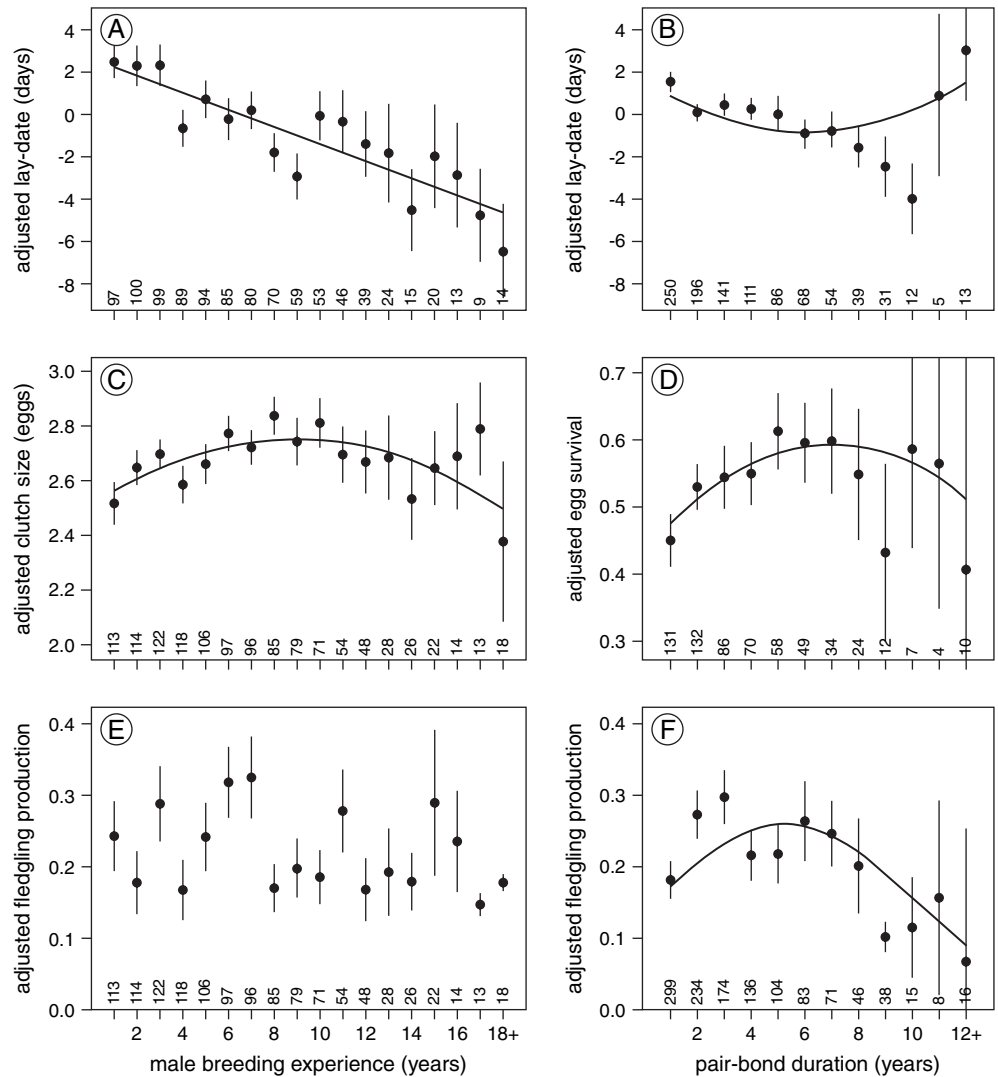 A
adjusted lay-date (days)
4
2
0
-2
-4
-6
-8
97 100 99 89 94 85 80 70 59 53 46 39 24 15 20 13 9 14
B
adjusted lay-date (days)
4
2
0
-2
-4
-6
-8
250 196 141 111 86 68 54 39 31 12 5 13
C
adjusted clutch size (eggs)
3.0
2.8
2.6
2.4
2.2
2.0
113 114 122 118 106 97 96 85 79 71 54 48 28 26 22 14 13 18
D
adjusted egg survival
0.7
0.6
0.5
0.4
0.3
131 132 86 70 58 49 34 24 12 7 4 10
E
adjusted fledgling production
0.4
0.3
0.2
0.1
0.0
113 114 122 118 106 97 96 85 79 71 54 48 28 26 22 14 13 18
2 4 6 8 10 12 14 16 18+
male breeding experience (years)
F
adjusted fledgling production
0.4
0.3
0.2
0.1
0.0
299 234 174 136 104 83 71 46 38 15 8 16
2 4 6 8 10 12+
pair-bond duration (years)